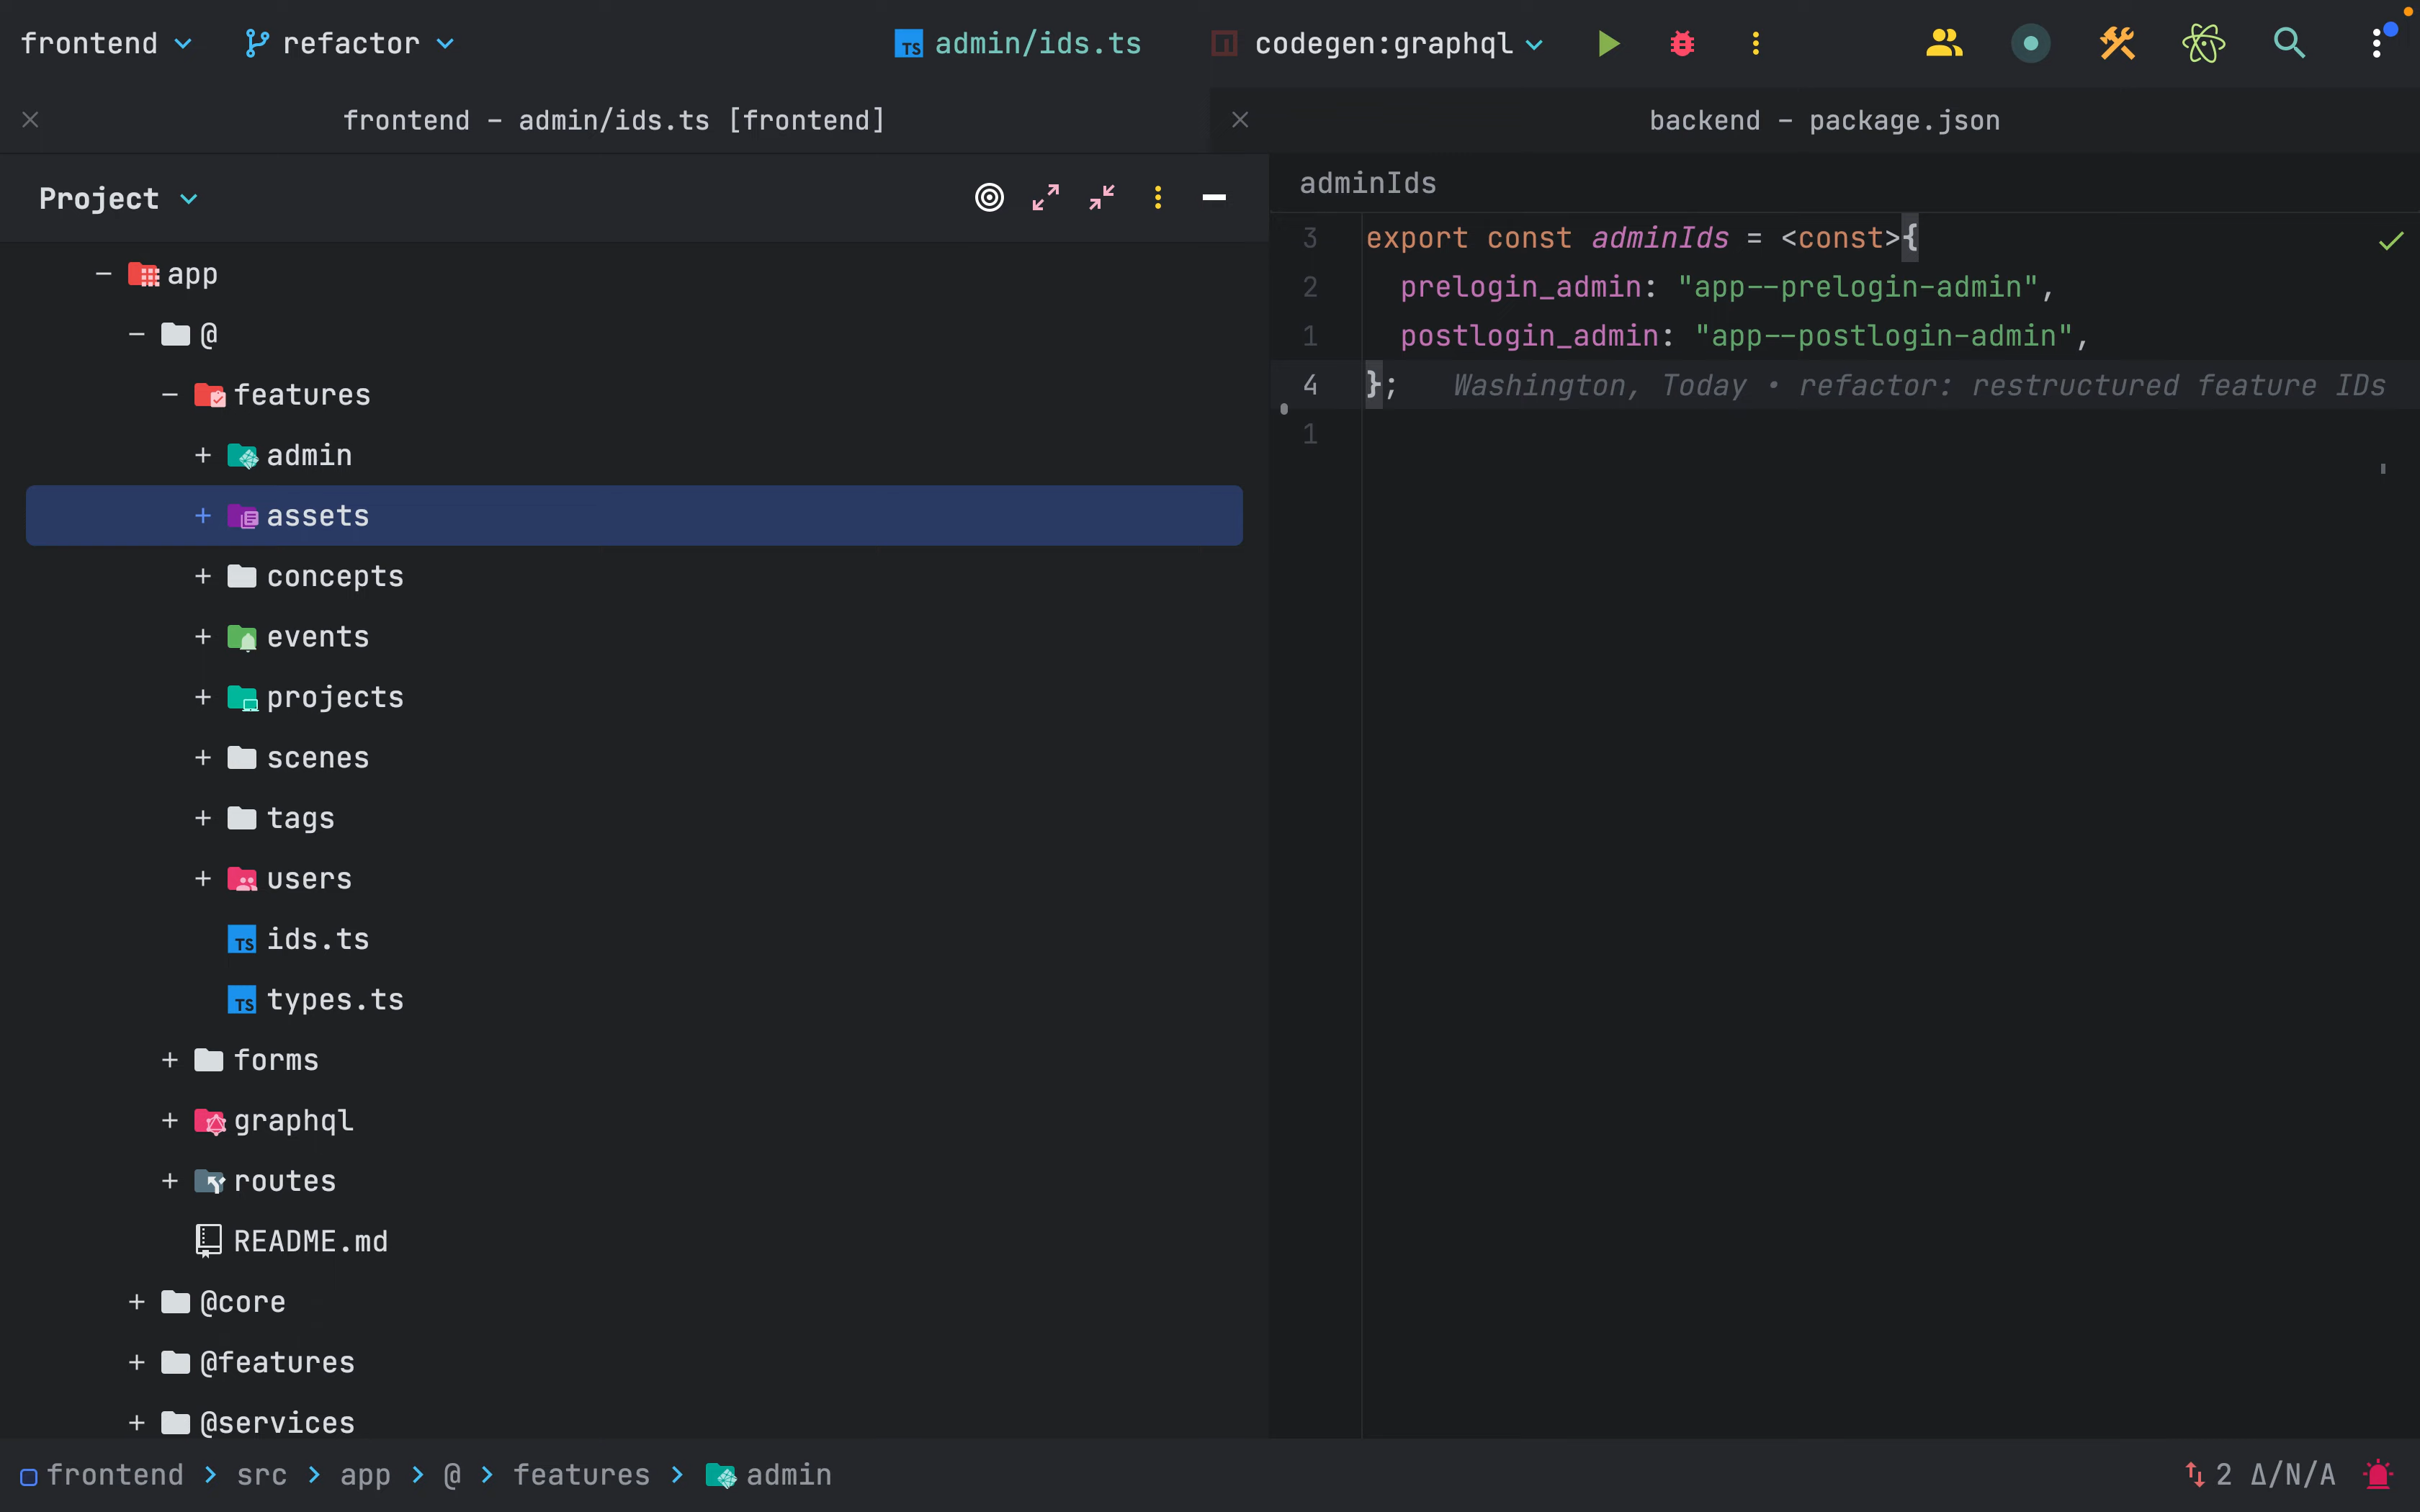 frontend refactor admin/ids.ts codegen:graphql
frontend – admin/ids.ts [frontend]
backend – package.json
Project
app
@
features
admin
assets
concepts
events
projects
scenes
tags
users
TS ids.ts
TS types.ts
forms
graphql
routes
README.md
@core
@features
@services
adminIds
3 export const adminIds = <const>{
2 prelogin_admin: "app--prelogin-admin",
1 postlogin_admin: "app--postlogin-admin",
4 }; Washington, Today • refactor: restructured feature IDs
1
frontend > src > app > @ > features > admin
2 Δ/N/A